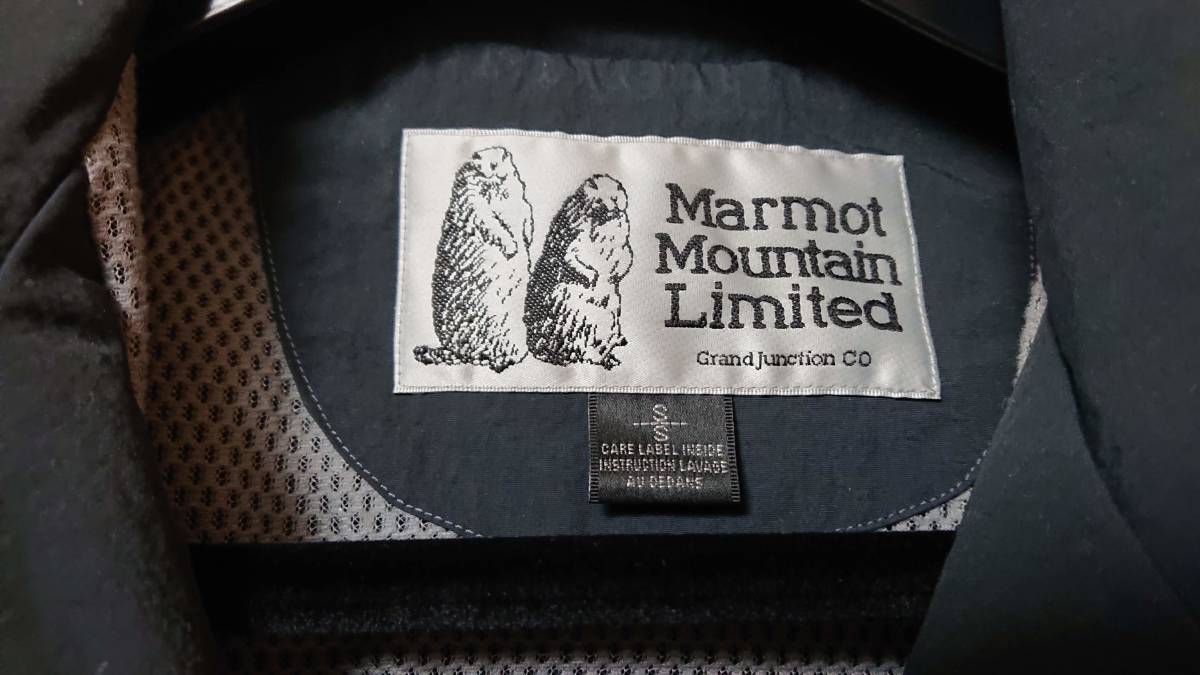 Marmot
Mountain
Limited
Grand Junction CO
S
S
CARE LABEL INSIDE
INSTRUCTION LAVAGE
AU DEDANS